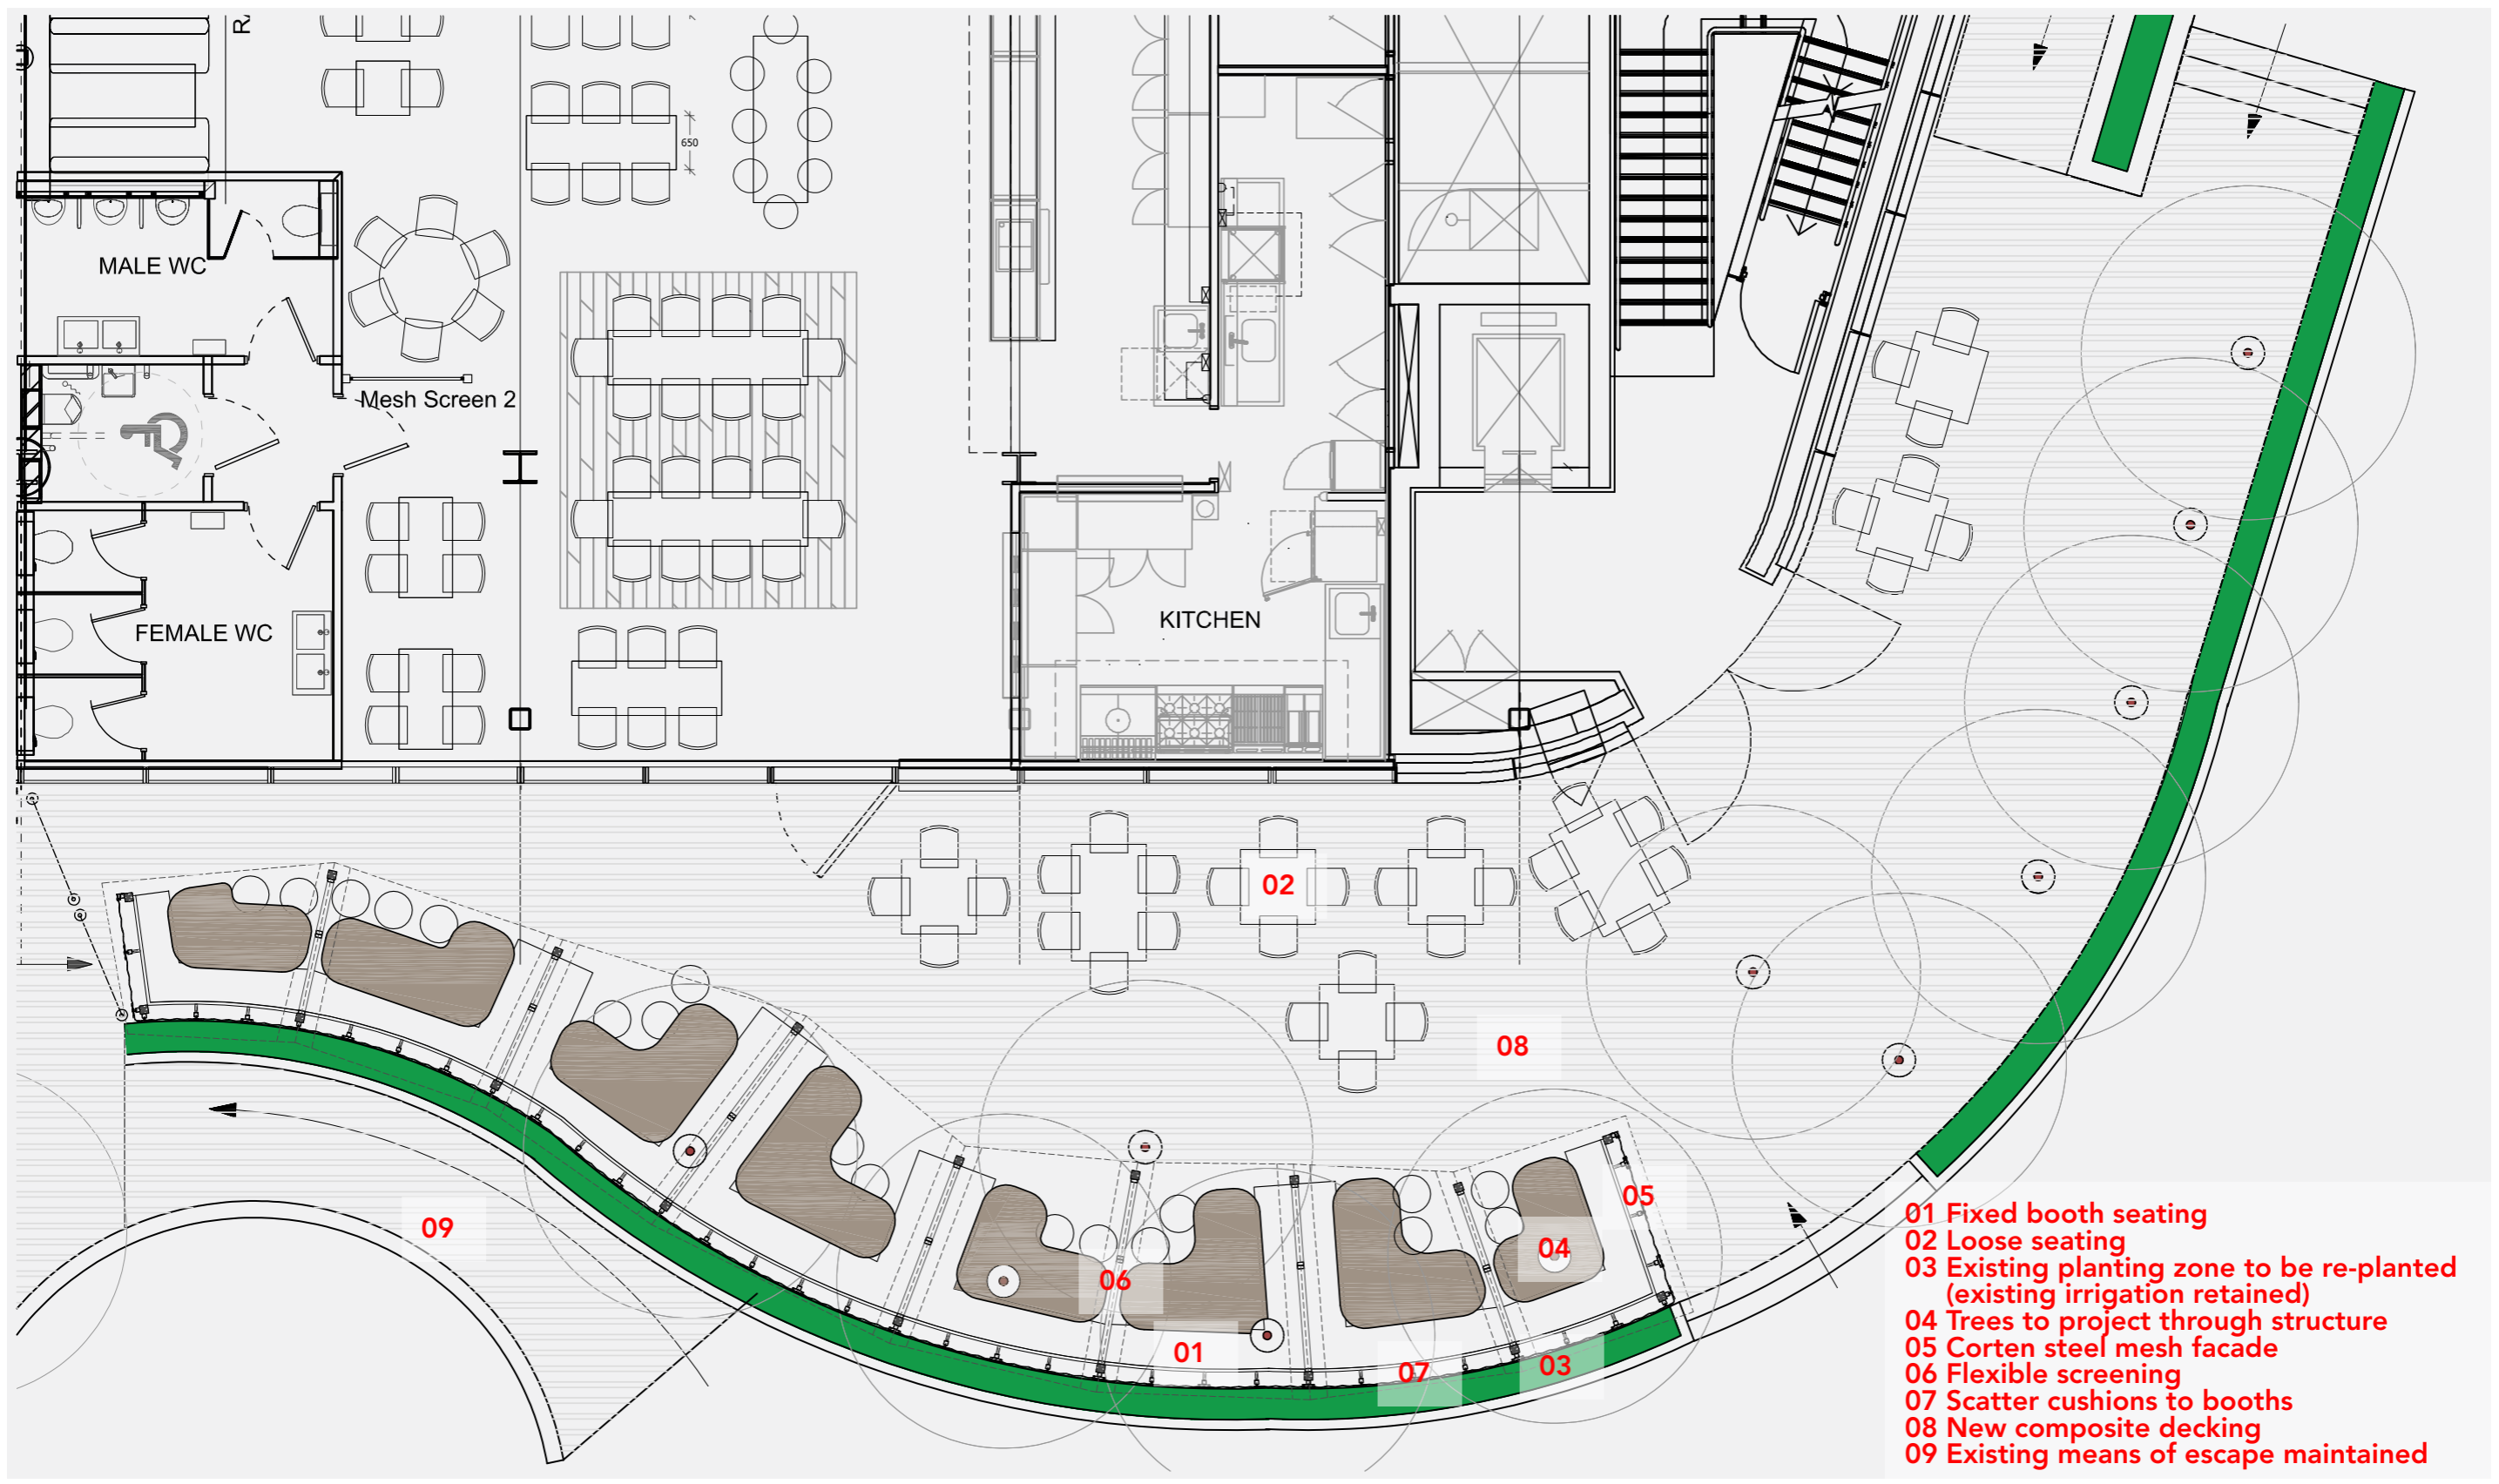 R
650
MALE WC
Mesh Screen 2
KITCHEN
FEMALE WC
02
08
05
09
04
06
01
07
03
01 Fixed booth seating
02 Loose seating
03 Existing planting zone to be re-planted
(existing irrigation retained)
04 Trees to project through structure
05 Corten steel mesh facade
06 Flexible screening
07 Scatter cushions to booths
08 New composite decking
09 Existing means of escape maintained